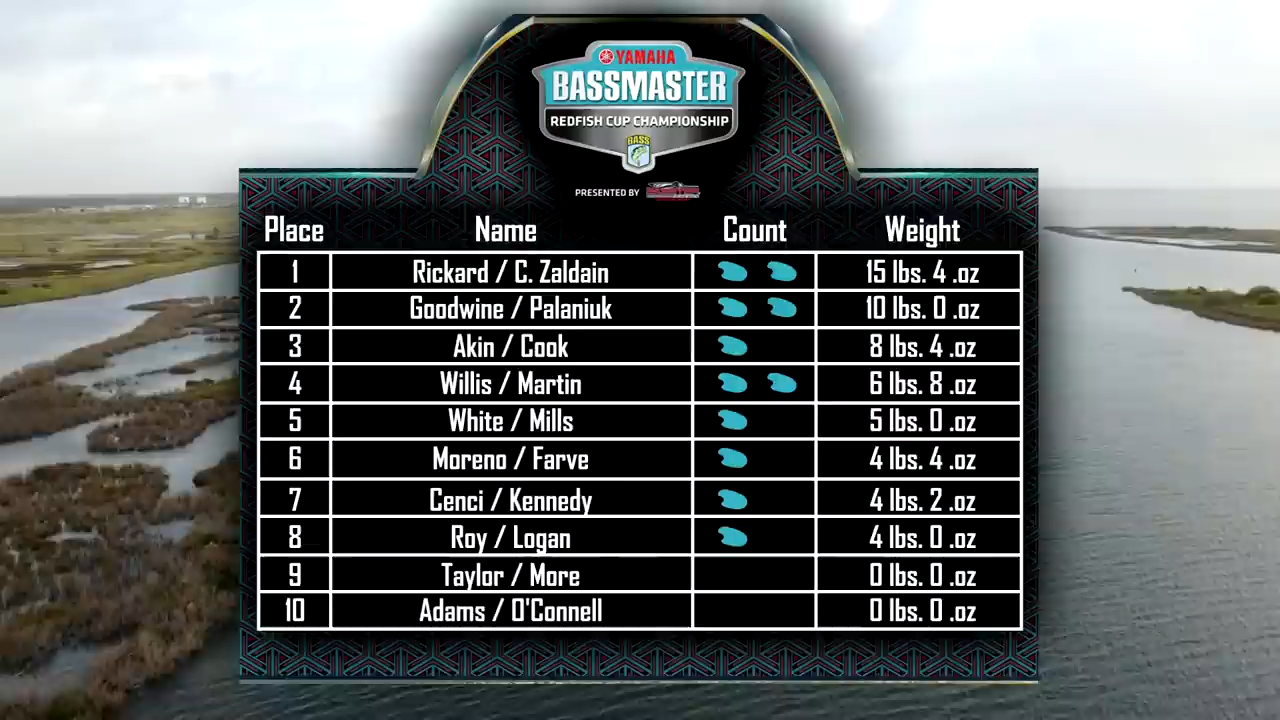 YAMAHA
BASSMASTER
REDFISH CUP CHAMPIONSHIP
BASS
PRESENTED BY
Place Name Count Weight
1 Rickard / C. Zaldain 15 lbs. 4 .oz
2 Goodwine / Palaniuk 10 lbs. 0 .oz
3 Akin / Cook 8 lbs. 4 .oz
4 Willis / Martin 6 lbs. 8 .oz
5 White / Mills 5 lbs. 0 .oz
6 Moreno / Farve 4 lbs. 4 .oz
7 Cenci / Kennedy 4 lbs. 2 .oz
8 Roy / Logan 4 lbs. 0 .oz
9 Taylor / More 0 lbs. 0 .oz
10 Adams / O'Connell 0 lbs. 0 .oz